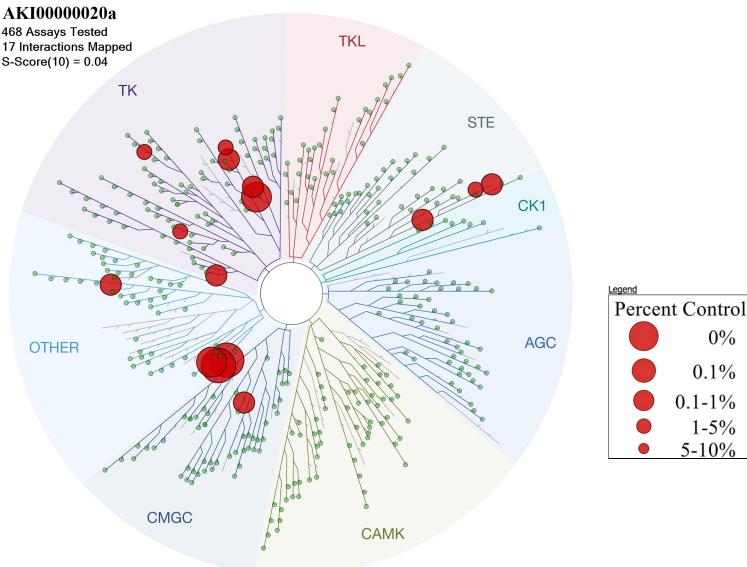 AKI00000020a
468 Assays Tested
17 Interactions Mapped
S-Score(10) = 0.04
TKL
TK
STE
CK1
AGC
OTHER
CMGC
CAMK
Legend
Percent Control
0%
0.1%
0.1-1%
1-5%
5-10%